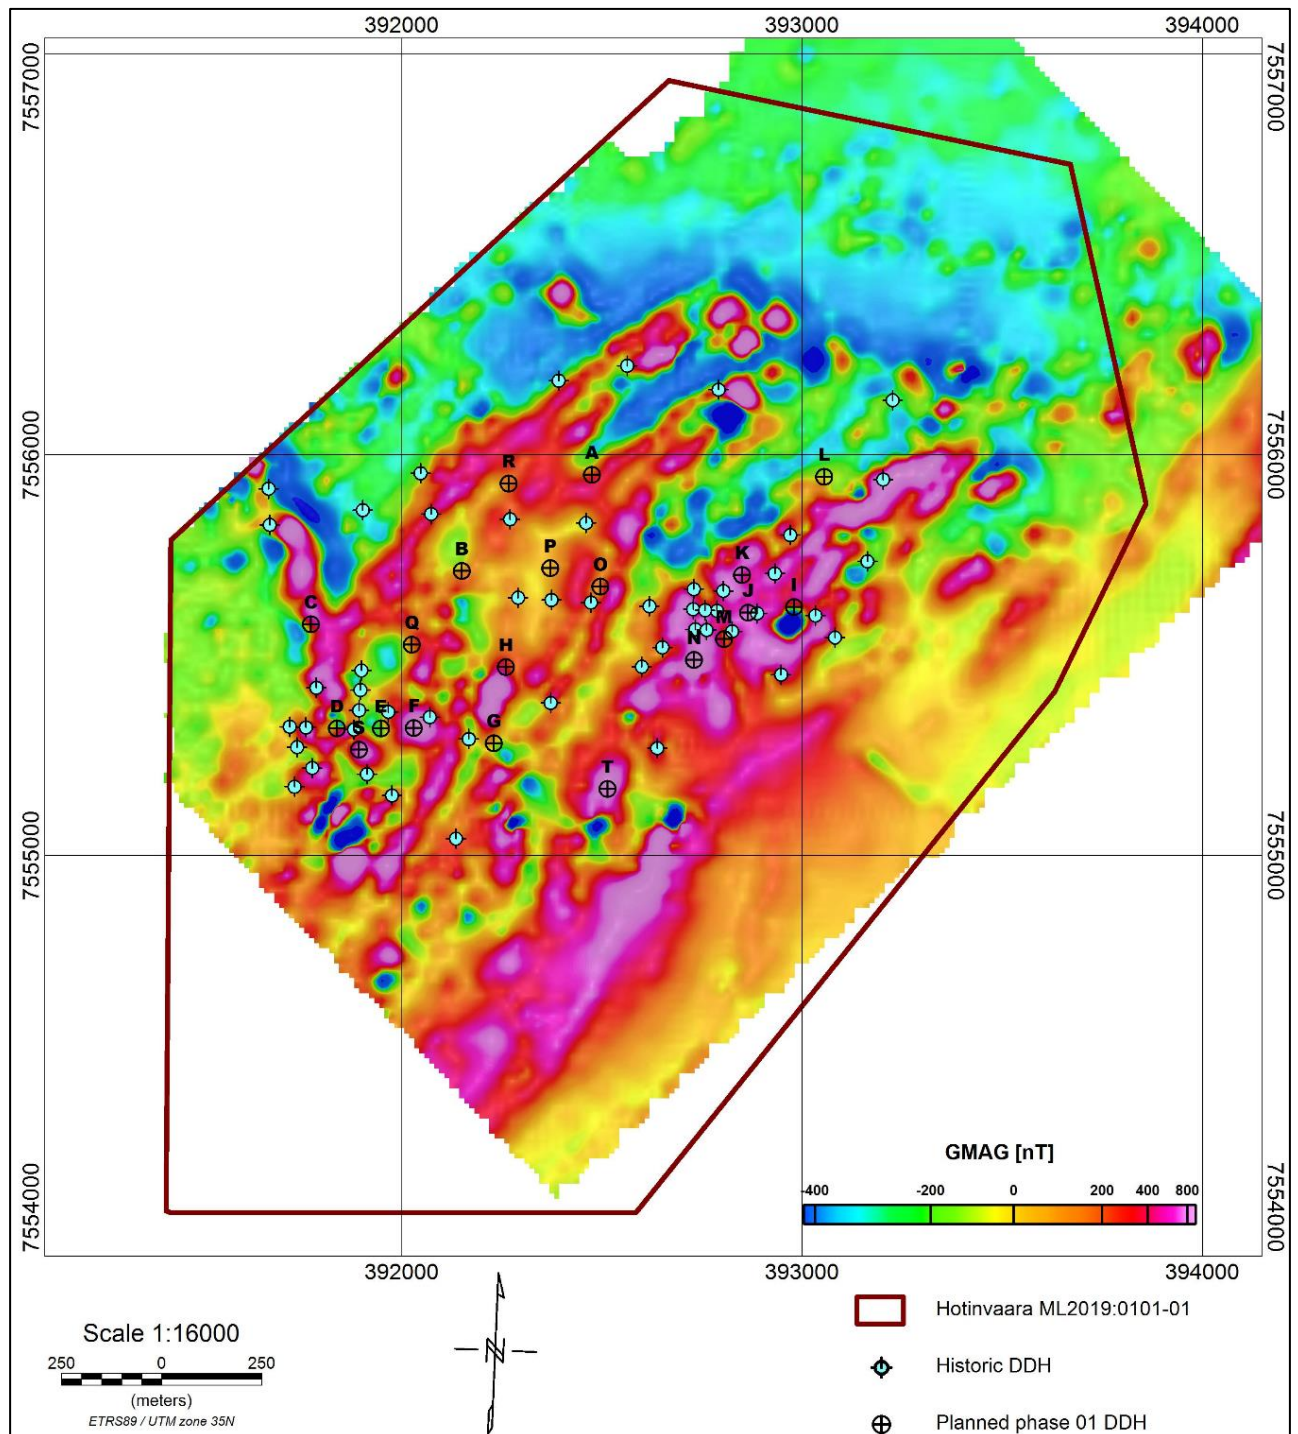 392000 393000 394000
7557000 7557000
L
R A
7556000 7556000
B P O K
C J I
Q M
H N
D E F
S G
T
7555000 7555000
GMAG [nT]
-400 -200 0 200 400 800
7554000 7554000
392000 393000 394000
Scale 1:16000
250 0 250
(meters)
ETRS89 / UTM zone 35N
N
Hotinvaara ML2019:0101-01
Historic DDH
Planned phase 01 DDH